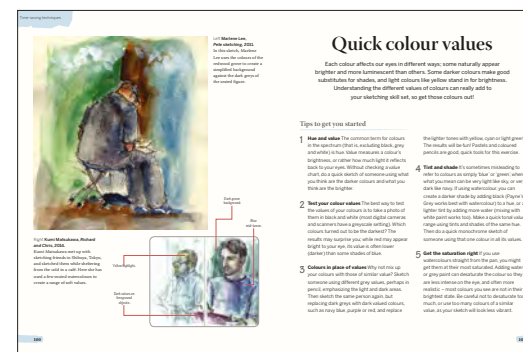 Time-saving techniques
Left: Marlene Lee,
Pete sketching, 2011.
In this sketch, Marlene
Lee uses the colours of the
redwood grove to create a
simplified background
against the dark greys of
the seated figure.
Right: Kumi Matsukawa, Richard
and Chris, 2014.
Kumi Matsukawa met up with
sketching friends in Shibuya, Tokyo,
and sketched them while sheltering
from the cold in a café. Here she has
used a few muted watercolours to
create a range of soft values.
Dark green
background.
Blue
mid-tones.
Yellow highlight.
Dark values on
foreground
details.
200
Quick colour values
Each colour affects our eyes in different ways; some naturally appear
brighter and more luminescent than others. Some darker colours make good
substitutes for shades, and light colours like yellow stand in for brightness.
Understanding the different values of colours can really add to
your sketching skill set, so get those colours out!
Tips to get you started
1 Hue and value The common term for colours
in the spectrum (that is, excluding black, grey
and white) is hue. Value measures a colour's
brightness, or rather how much light it reflects
back to your eyes. Without checking a value
chart, do a quick sketch of someone using what
you think are the darker colours and what you
think are the brighter.
2 Test your colour values The best way to test
the values of your colours is to take a photo of
them in black and white (most digital cameras
and scanners have a greyscale setting). Which
colours turned out to be the darkest? The
results may surprise you; while red may appear
bright to your eye, its value is often lower
(darker) than some shades of blue.
3 Colours in place of values Why not mix up
your colours with those of similar value? Sketch
someone using different grey values, perhaps in
pencil, emphasising the light and dark areas.
Then sketch the same person again, but
replacing dark greys with dark-valued colours,
such as navy blue, purple or red, and replace
the lighter tones with yellow, cyan or light green.
The results will be fun! Pastels and coloured
pencils are good, quick tools for this exercise.
4 Tint and shade It's sometimes misleading to
refer to colours as simply 'blue' or 'green', when
what you mean can be very light like sky, or very
dark like navy. If using watercolour, you can
create a darker shade by adding black (Payne's
Grey works best with watercolour) to a hue, or a
lighter tint by adding more water (mixing with
white paint works too). Make a quick tonal value
range using tints and shades of the same hue.
Then do a quick monochrome sketch of
someone using that one colour in all its values.
5 Get the saturation right If you use
watercolours straight from the pan, you might
get them at their most saturated. Adding water
or grey paint can desaturate the colour so they
are less intense on the eye, and often more
realistic – most colours you see are not in their
brightest state. Be careful not to desaturate too
much, or use too many colours of a similar
value, as your sketch will look less vibrant.